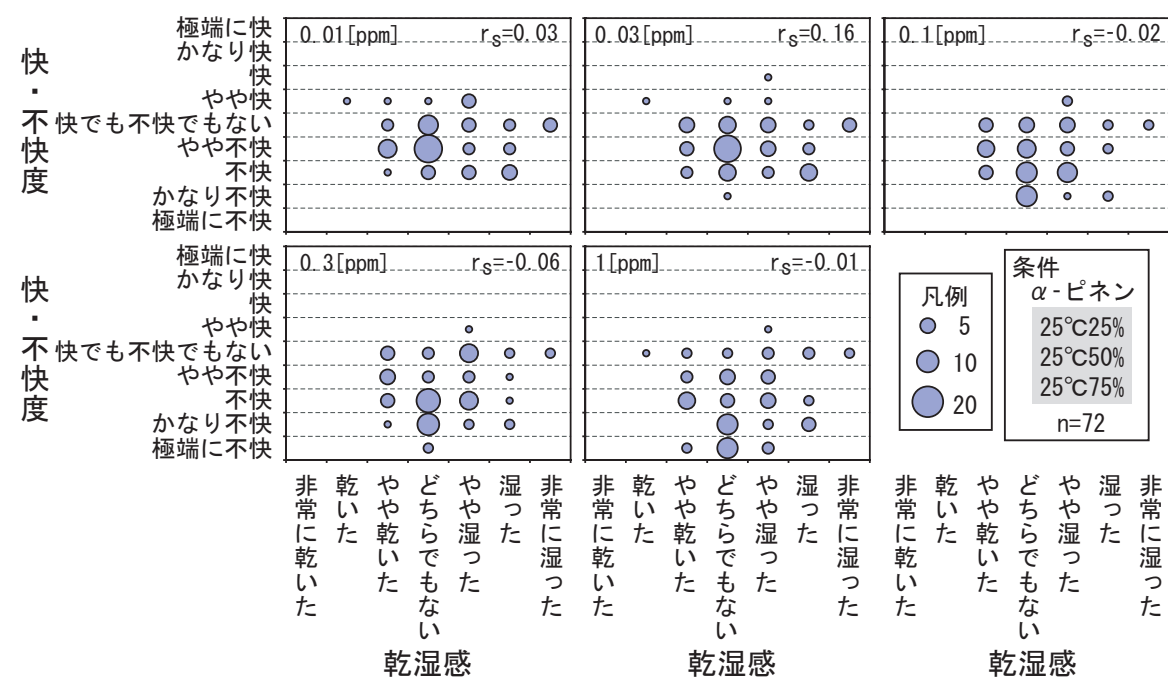 快・不快度
極端に快
かなり快
快
やや快
快でも不快でもない
やや不快
不快
かなり不快
極端に不快
0.01[ppm] rS=0.03
0.03[ppm] rS=0.16
0.1[ppm] rS=-0.02
快・不快度
極端に快
かなり快
快
やや快
快でも不快でもない
やや不快
不快
かなり不快
極端に不快
0.3[ppm] rS=-0.06
1[ppm] rS=-0.01
凡例
5
10
20
条件
α-ピネン
25℃25%
25℃50%
25℃75%
n=72
非常に乾いた
乾いた
やや乾いた
どちらでもない
やや湿った
湿った
非常に湿った
乾湿感
非常に乾いた
乾いた
やや乾いた
どちらでもない
やや湿った
湿った
非常に湿った
乾湿感
非常に乾いた
乾いた
やや乾いた
どちらでもない
やや湿った
湿った
非常に湿った
乾湿感